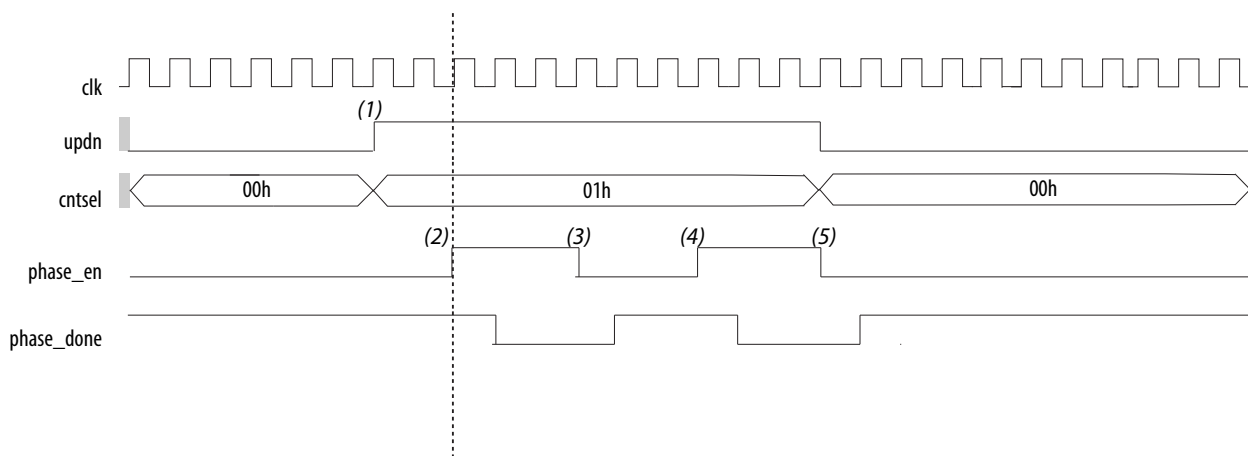 clk
(1)
updn
cntsel 00h 01h 00h
(2) (3) (4) (5)
phase_en
phase_done